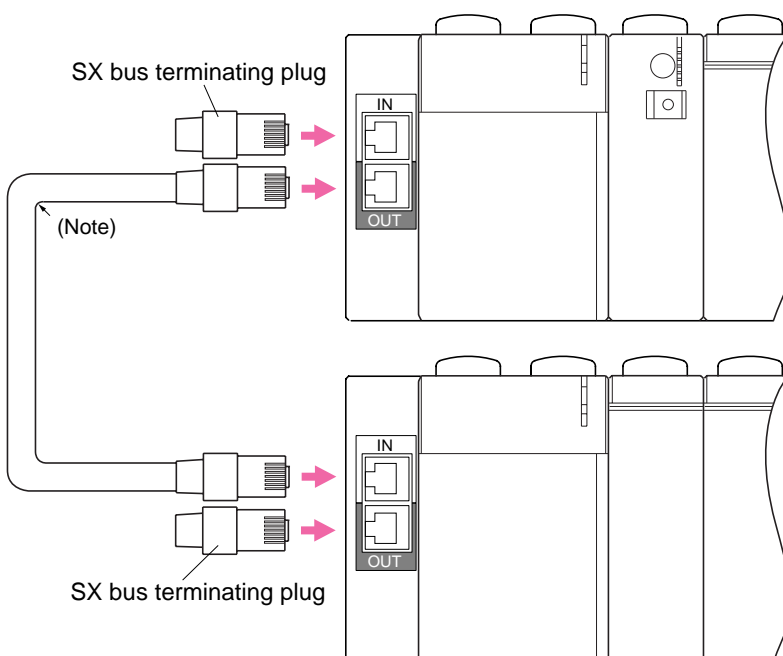 SX bus terminating plug
IN
OUT
(Note)
IN
OUT
SX bus terminating plug